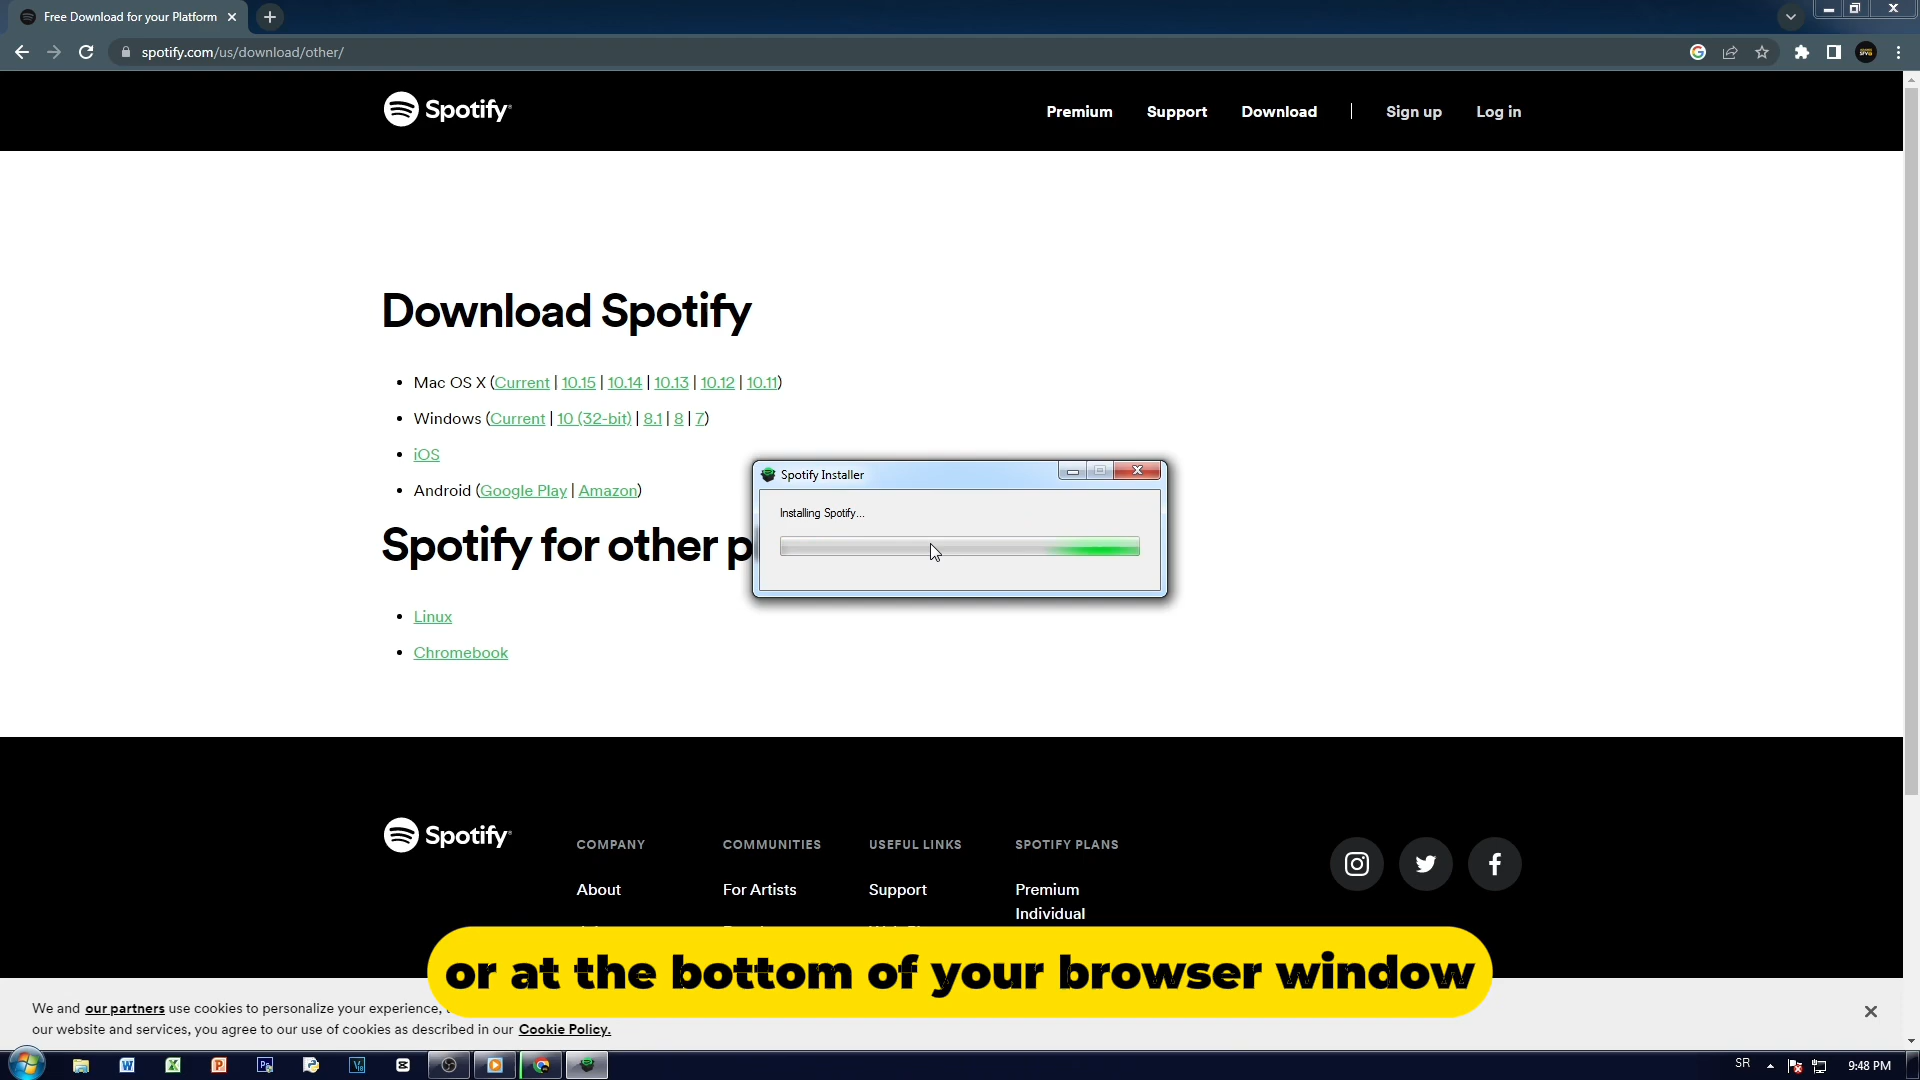 Free Download for your Platform
spotify.com/us/download/other/
Spotify
Premium
Support
Download
Sign up
Log in
Download Spotify
• Mac OS X (Current | 10.15 | 10.14 | 10.13 | 10.12 | 10.11)
• Windows (Current | 10 (32-bit) | 8.1 | 8 | 7)
• iOS
• Android (Google Play | Amazon)
Spotify Installer
Installing Spotify...
Spotify for other p
• Linux
• Chromebook
Spotify
COMPANY
COMMUNITIES
USEFUL LINKS
SPOTIFY PLANS
About
For Artists
Support
Premium
Individual
or at the bottom of your browser window
We and our partners use cookies to personalize your experience,
our website and services, you agree to our use of cookies as described in our Cookie Policy.
SR
9:48 PM